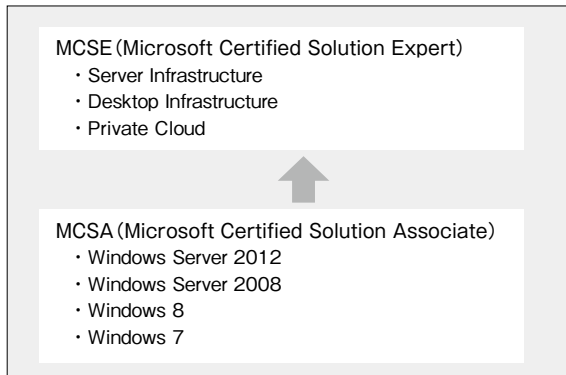 MCSE（Microsoft Certified Solution Expert）
・Server Infrastructure
・Desktop Infrastructure
・Private Cloud
MCSA（Microsoft Certified Solution Associate）
・Windows Server 2012
・Windows Server 2008
・Windows 8
・Windows 7